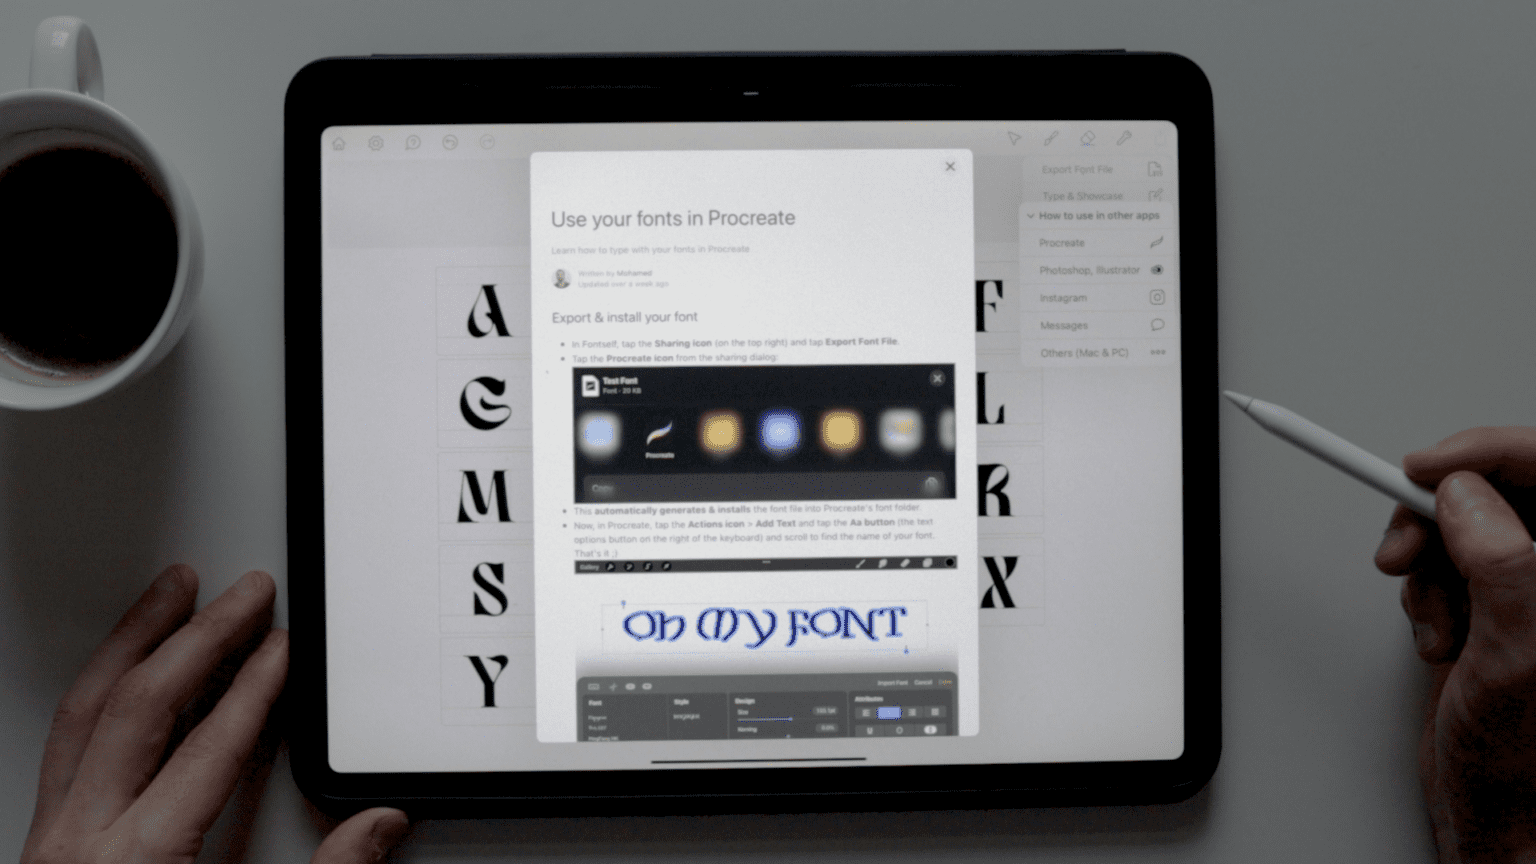 Export Font File
Type & Showcase
How to use in other apps
Procreate
Photoshop, Illustrator
Instagram
Messages
Others (Mac & PC)
A
F
G
L
M
R
S
X
Y
Use your fonts in Procreate
Learn how to type with your fonts in Procreate
Written by Mohamed
Updated over a week ago
Export & install your font
In Fontself, tap the Sharing icon (on the top right) and tap Export Font File.
Tap the Procreate icon from the sharing dialog:
Test Font
Font · 20 KB
Procreate
Copy
This automatically generates & installs the font file into Procreate's font folder.
Now, in Procreate, tap the Actions icon > Add Text and tap the Aa button (the text
options button on the right of the keyboard) and scroll to find the name of your font.
That's it ;)
Gallery
Oh My FONT
Import Font Cancel Done
Font Style Design Attributes
Size